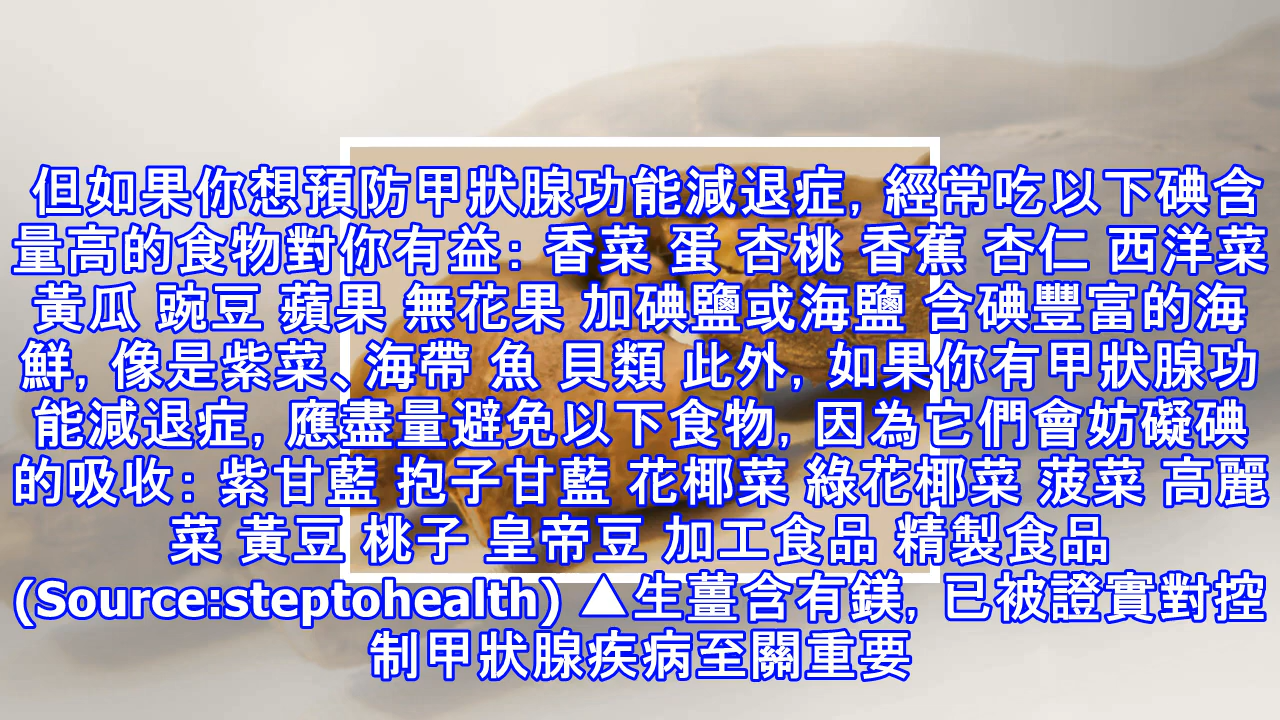 但如果你想預防甲狀腺功能減退症, 經常吃以下碘含
量高的食物對你有益: 香菜 蛋 杏桃 香蕉 杏仁 西洋菜
黃瓜 豌豆 蘋果 無花果 加碘鹽或海鹽 含碘豐富的海
鮮, 像是紫菜、海帶 魚 貝類 此外, 如果你有甲狀腺功
能減退症, 應盡量避免以下食物, 因為它們會妨礙碘
的吸收: 紫甘藍 抱子甘藍 花椰菜 綠花椰菜 菠菜 高麗
菜 黃豆 桃子 皇帝豆 加工食品 精製食品
(Source:steptohealth) ▲生薑含有鎂, 已被證實對控
制甲狀腺疾病至關重要